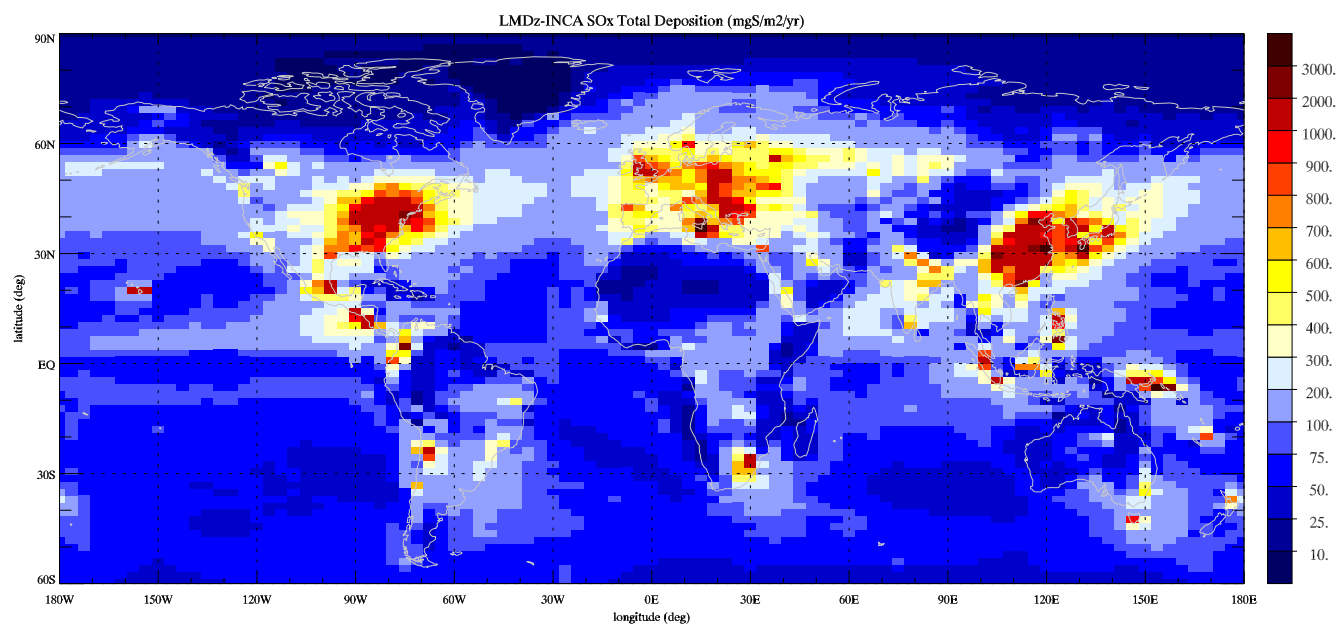 LMDz-INCA SOx Total Deposition (mgS/m2/yr)
90N
60N
30N
EQ
30S
60S
latitude (deg)
180W 150W 120W 90W 60W 30W 0E 30E 60E 90E 120E 150E 180E
longitude (deg)
3000.
2000.
1000.
900.
800.
700.
600.
500.
400.
300.
200.
100.
75.
50.
25.
10.